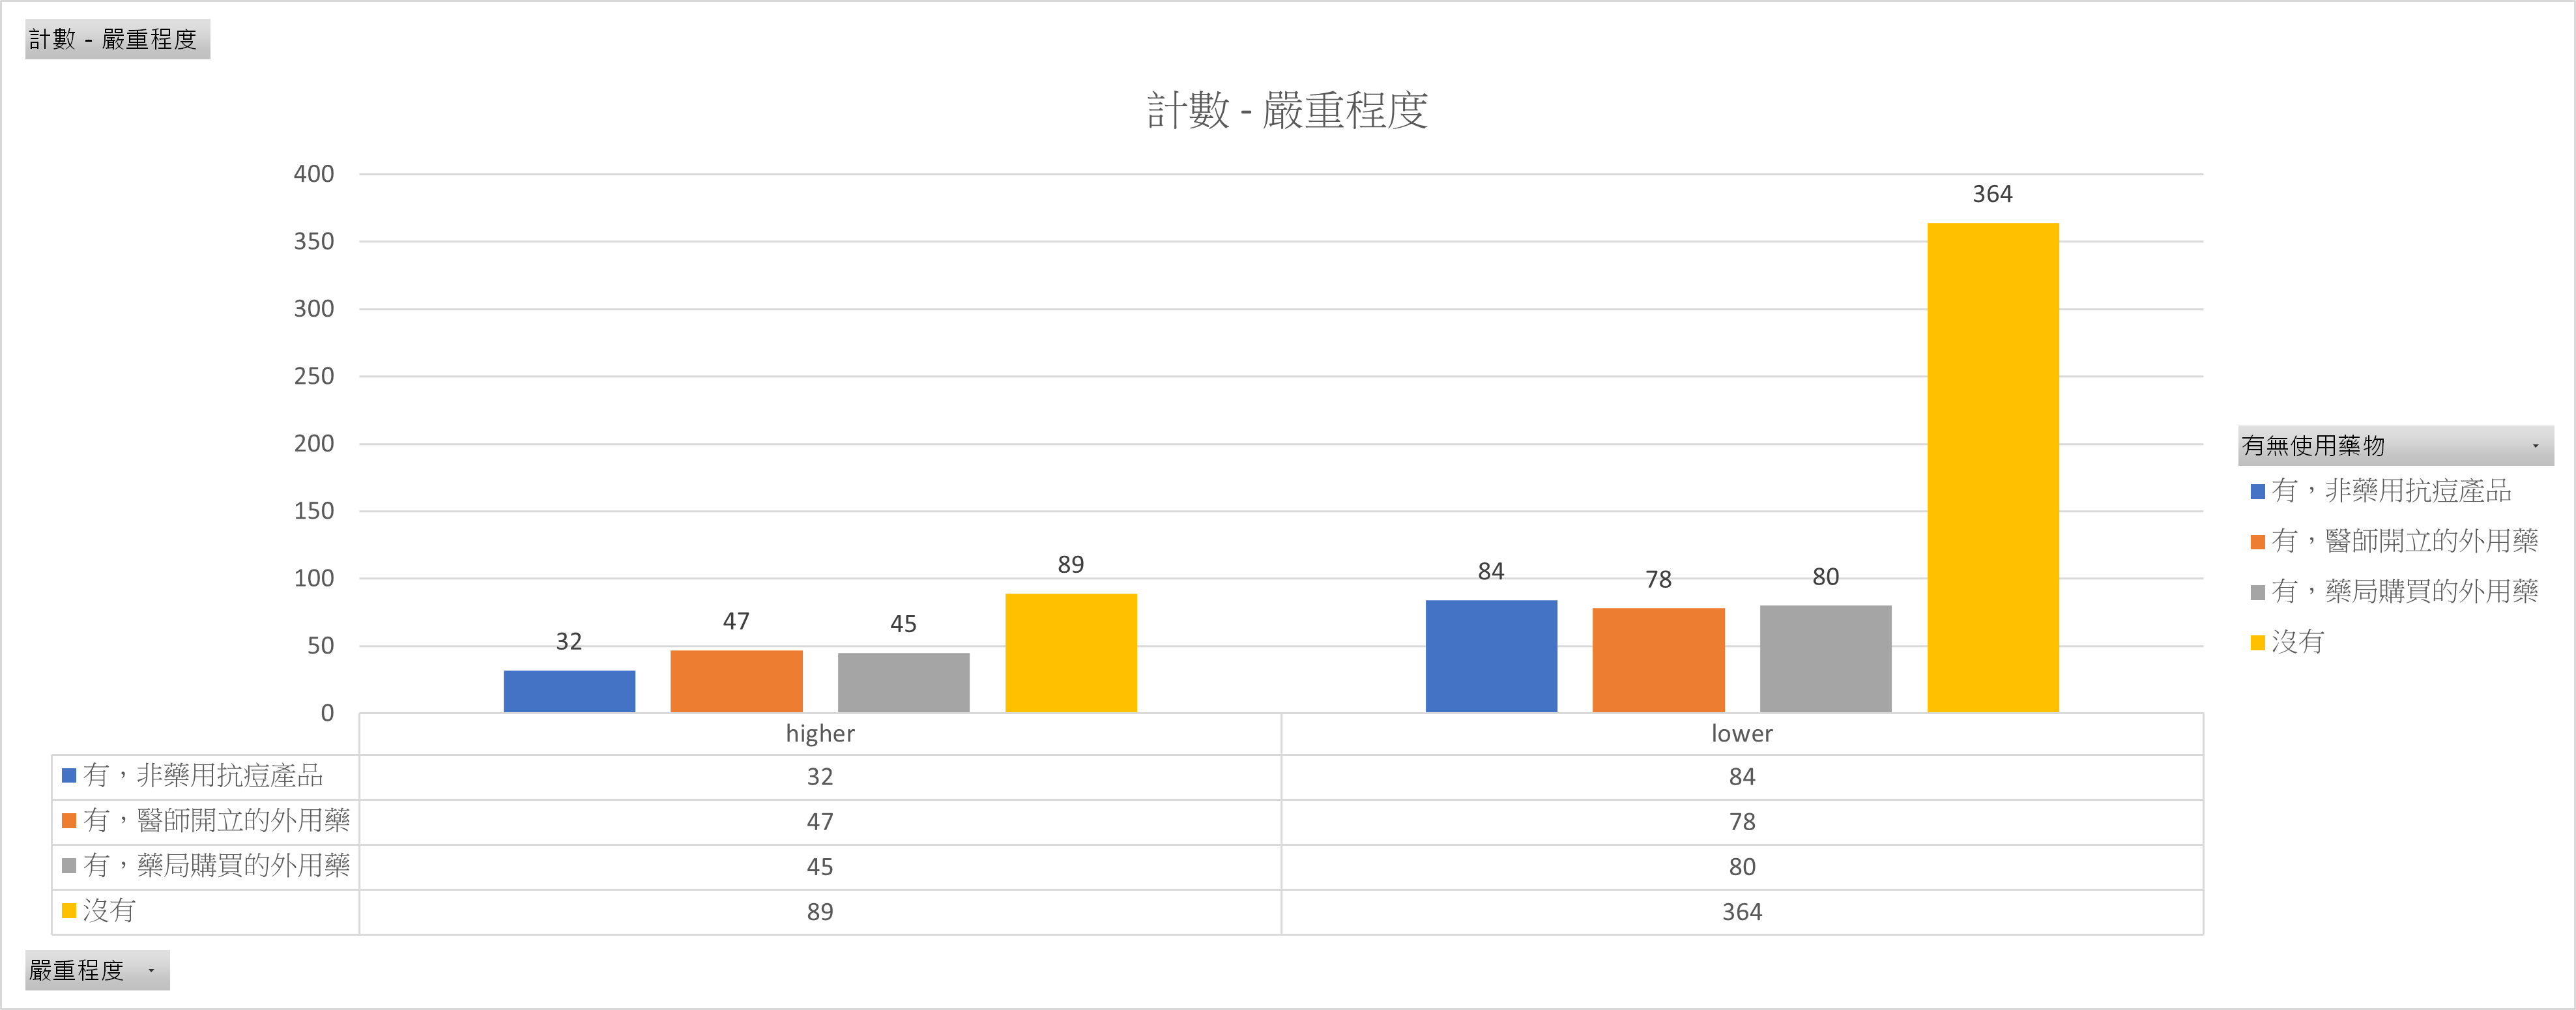 計數 - 嚴重程度
計數 - 嚴重程度
400
350
300
250
200
150
100
50
0
32
47
45
89
84
78
80
364
higher lower
有，非藥用抗痘產品 32 84
有，醫師開立的外用藥 47 78
有，藥局購買的外用藥 45 80
沒有 89 364
有無使用藥物
有，非藥用抗痘產品
有，醫師開立的外用藥
有，藥局購買的外用藥
沒有
嚴重程度